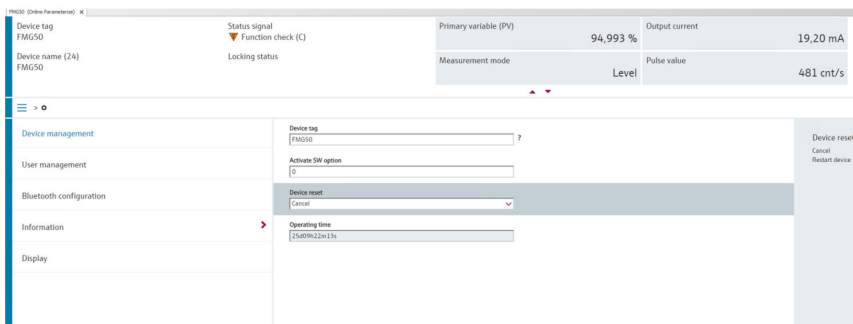 FMG50 (Online Parameterize) ×
Device tag
FMG50
Status signal
Function check (C)
Primary variable (PV)
94,993 %
Output current
19,20 mA
Device name (24)
FMG50
Locking status
Measurement mode
Level
Pulse value
481 cnt/s
>
Device management
User management
Bluetooth configuration
Information
Display
Device tag
FMG50
?
Activate SW option
0
Device reset
Cancel
Operating time
25d09h22m13s
Device reset
Cancel
Restart device